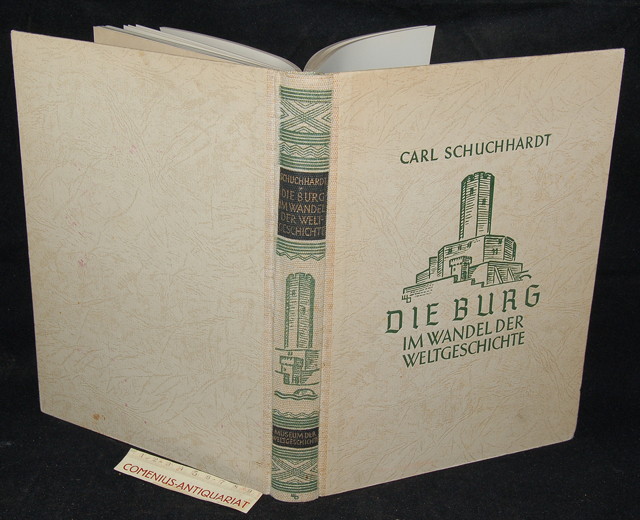 SCHUCHHARDT
DIE BURG
IM WANDEL
DER WELT-
GESCHICHTE
MUSEUM DER
WELTGESCHICHTE
CARL SCHUCHHARDT
DIE BURG
IM WANDEL DER
WELTGESCHICHTE
COMENIUS-ANTIQUARIAT